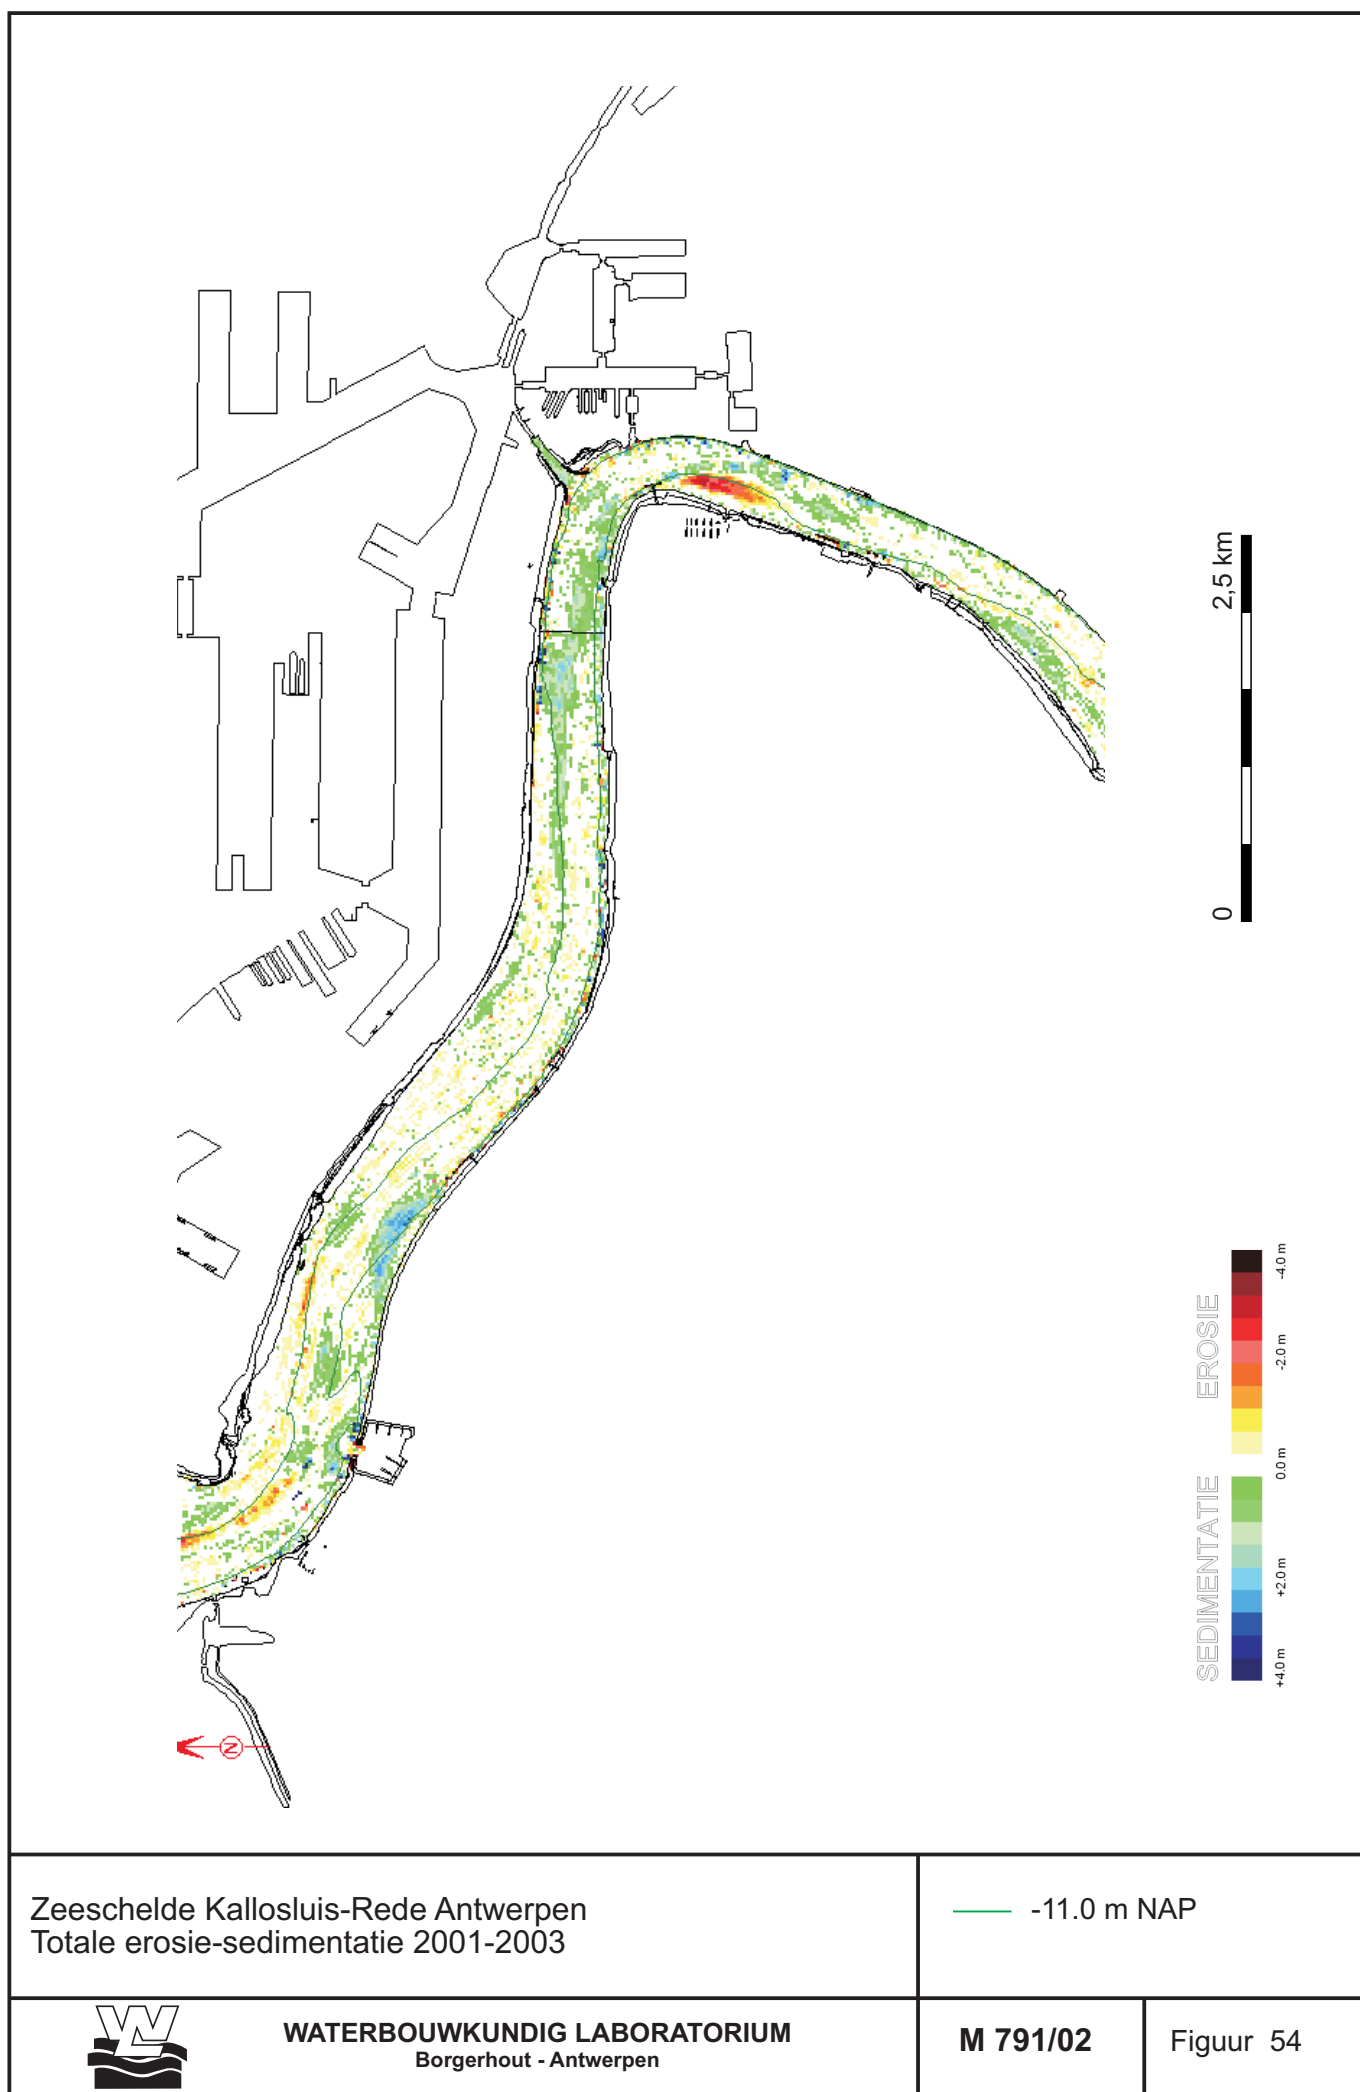 2,5 km
0
EROSIE
SEDIMENTATIE
-4.0 m
-2.0 m
0.0 m
+2.0 m
+4.0 m
N
Zeeschelde Kallosluis-Rede Antwerpen
Totale erosie-sedimentatie 2001-2003
-11.0 m NAP
WL
WATERBOUWKUNDIG LABORATORIUM
Borgerhout - Antwerpen
M 791/02
Figuur 54